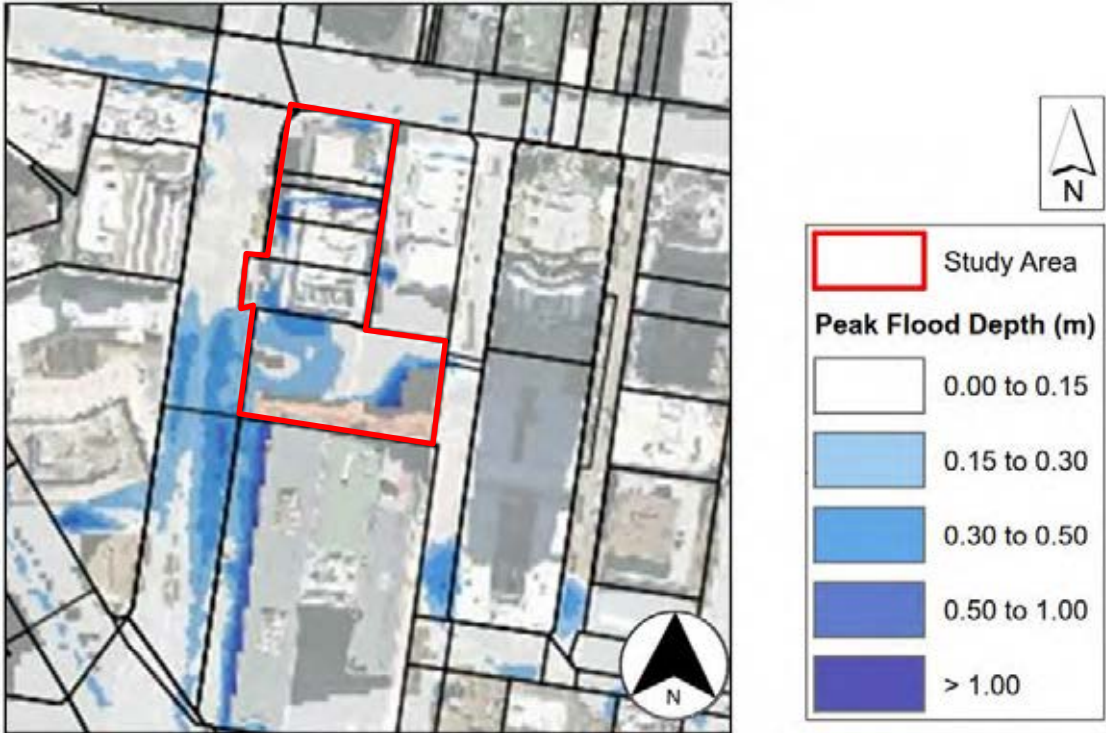 N
N
Study Area
Peak Flood Depth (m)
0.00 to 0.15
0.15 to 0.30
0.30 to 0.50
0.50 to 1.00
> 1.00